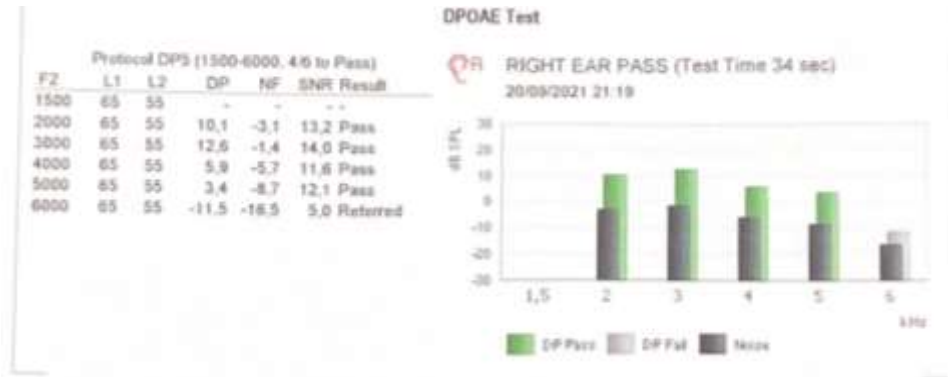 DPOAE Test
Protocol DP5 (1500-6000, 4/6 to Pass)
F2 L1 L2 DP NF SNR Result
1500 65 55 - - - -
2000 65 55 10,1 -3,1 13,2 Pass
3000 65 55 12,6 -1,4 14,0 Pass
4000 65 55 5,9 -5,7 11,6 Pass
5000 65 55 3,4 -8,7 12,1 Pass
6000 65 55 -11,5 -16,5 5,0 Referred
R RIGHT EAR PASS (Test Time 34 sec)
20/09/2021 21:19
dB SPL
30
20
10
0
-10
-20
-30
1,5 2 3 4 5 6
kHz
DP Pass DP Fail Noise